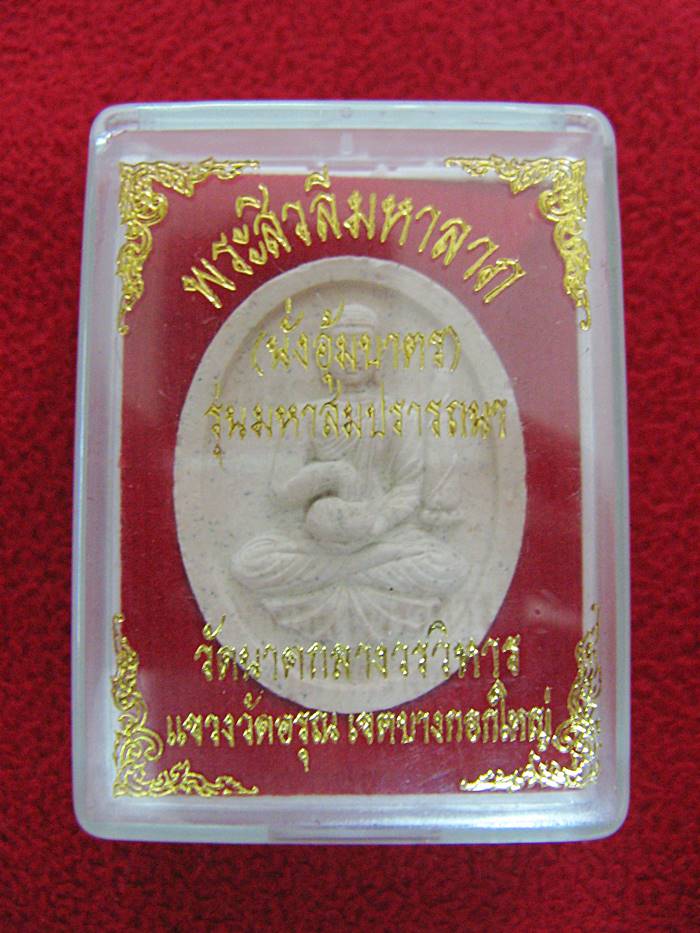 พระสีวลีมหาลาภ
(นั่งอุ้มบาตร)
รุ่นมหาสมปรารถนา
วัดนาคกลางวรวิหาร
แขวงวัดอรุณ เขตบางกอกใหญ่